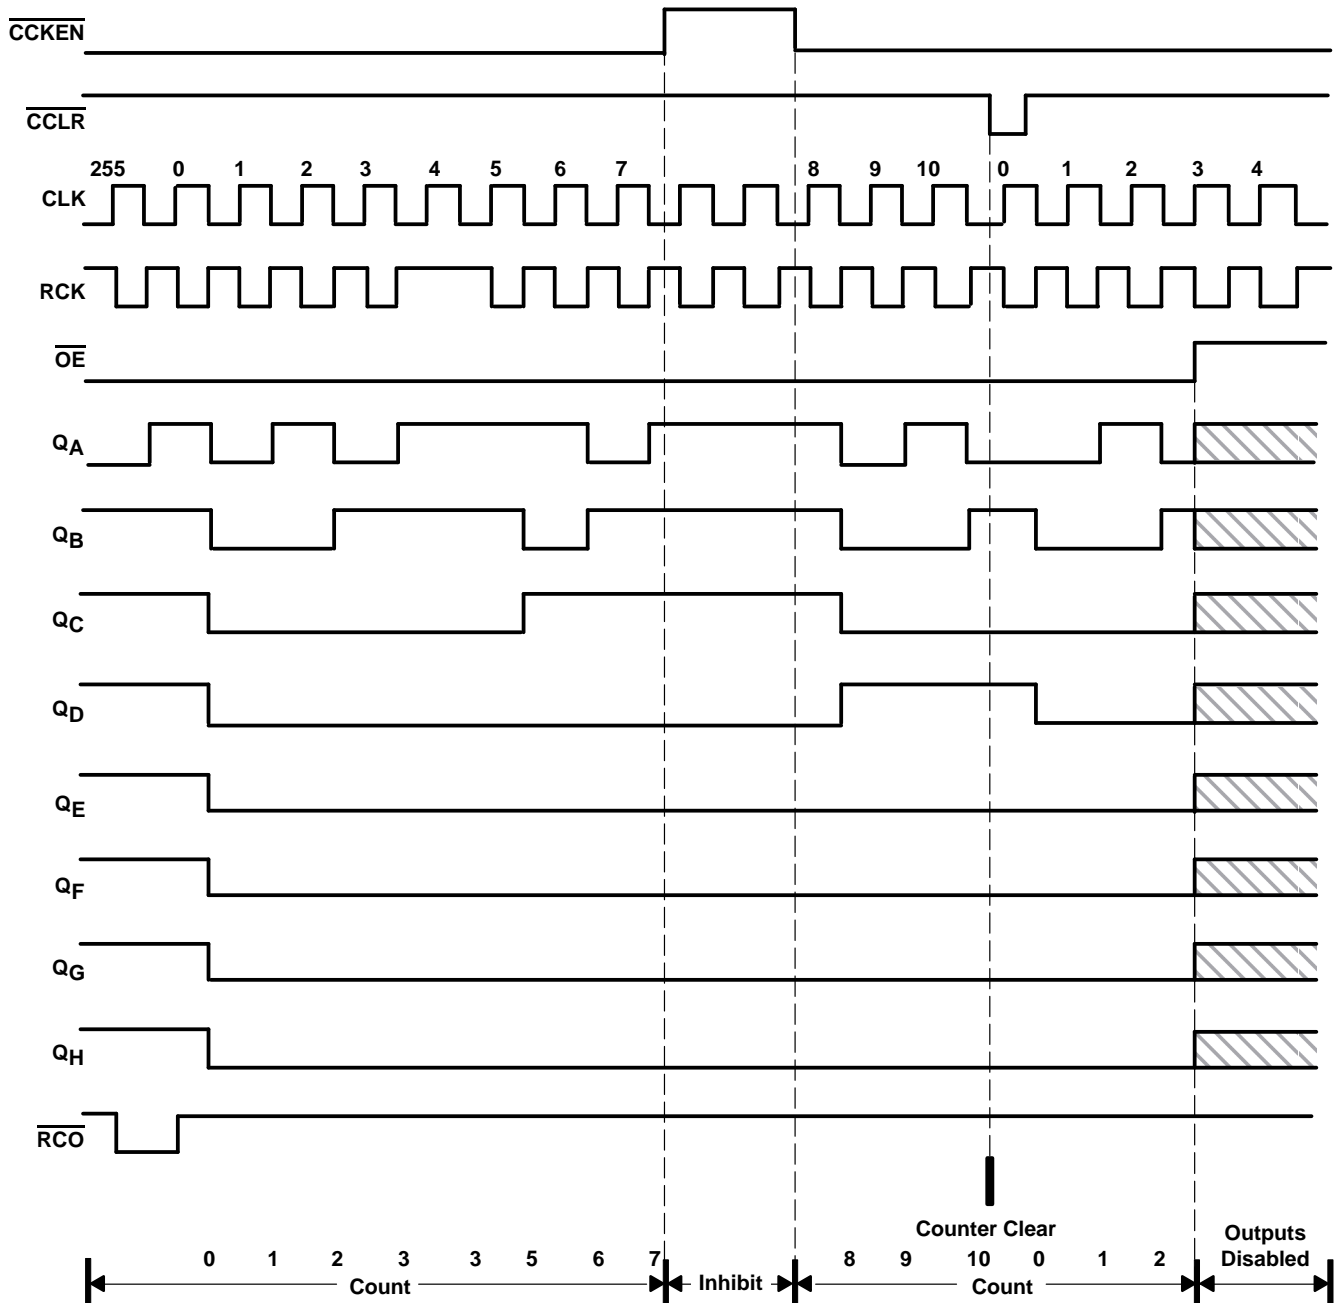 CCKEN
CCLR
255 0 1 2 3 4 5 6 7 8 9 10 0 1 2 3 4
CLK
RCK
OE
QA
QB
QC
QD
QE
QF
QG
QH
RCO
Counter Clear
Outputs
Disabled
0 1 2 3 3 5 6 7 8 9 10 0 1 2
Count Inhibit Count